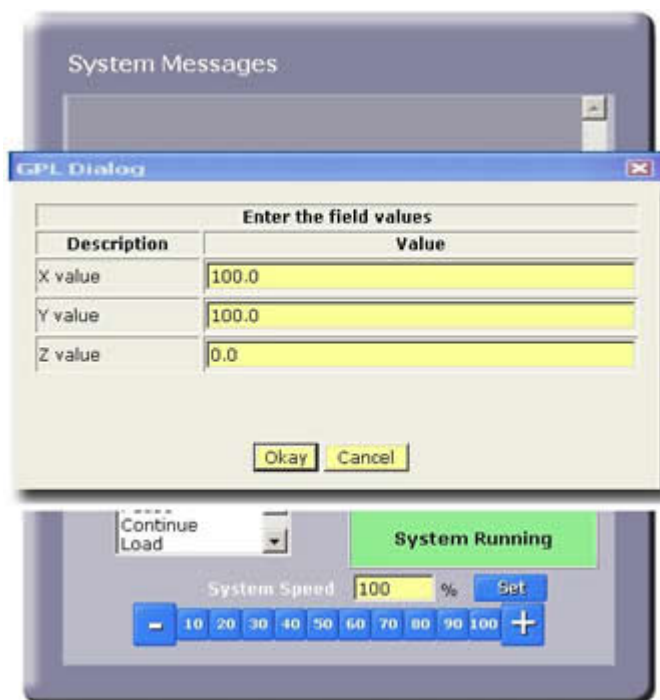 System Messages
GPL Dialog
Enter the field values
Description Value
X value 100.0
Y value 100.0
Z value 0.0
Okay Cancel
Continue
Load
System Running
System Speed 100 % Set
- 10 20 30 40 50 60 70 80 90 100 +